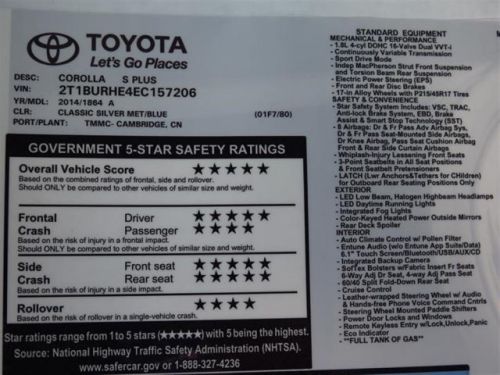 TOYOTA
Let's Go Places
DESC: COROLLA S PLUS
VIN: 2T1BURHE4EC157206
YR/MDL: 2014/1864 A
CLR: CLASSIC SILVER MET/BLUE (01F7/80)
PORT/PLANT: TMMC- CAMBRIDGE, CN
GOVERNMENT 5-STAR SAFETY RATINGS
Overall Vehicle Score ★★★★★
Based on the combined ratings of frontal, side and rollover.
Should ONLY be compared to other vehicles of similar size and weight.
Frontal Driver ★★★★★
Crash Passenger ★★★★
Based on the risk of injury in a frontal impact.
Should ONLY be compared to other vehicles of similar size and weight.
Side Front seat ★★★★★
Crash Rear seat ★★★★★
Based on the risk of injury in a side impact.
Rollover ★★★★
Based on the risk of rollover in a single-vehicle crash.
Star ratings range from 1 to 5 stars (★★★★★) with 5 being the highest.
Source: National Highway Traffic Safety Administration (NHTSA).
www.safercar.gov or 1-888-327-4236
STANDARD EQUIPMENT
MECHANICAL & PERFORMANCE
- 1.8L 4-cyl DOHC 16-Valve Dual VVT-i
- Continuously Variable Transmission
- Sport Drive Mode
- Indep MacPherson Strut Front Suspension
and Torsion Beam Rear Suspension
- Electric Power Steering (EPS)
- Front and Rear Disc Brakes
- 17-In Alloy Wheels with P215/45R17 Tires
SAFETY & CONVENIENCE
- Star Safety System Includes: VSC, TRAC,
Anti-lock Brake System, EBD, Brake
Assist & Smart Stop Technology (SST)
- 8 Airbags: Dr & Fr Pass Adv Airbag Sys,
Dr & Fr Pass Seat-Mounted Side Airbags,
Dr Knee Airbag, Pass Seat Cushion Airbag
Front & Rear Side Curtain Airbags
- Whiplash-Injury Lessening Front Seats
- 3-Point Seatbelts in All Seat Positions
& Front Seatbelt Pretensioners
- LATCH (Lwr Anchors&Tethers for CHildren)
for Outboard Rear Seating Positions Only
EXTERIOR
- LED Low Beam, Halogen Highbeam Headlamps
- LED Daytime Running Lights
- Integrated Fog Lights
- Color-Keyed Heated Power Outside Mirrors
- Rear Deck Spoiler
INTERIOR
- Auto Climate Control w/ Pollen Filter
- Entune Audio (w/o Entune App Suite/Data)
6.1" Touch Screen/Bluetooth/USB/AUX/CD
- Integrated Backup Camera
- SofTex Bolsters w/Fabric Insert Fr Seats
6-Way Adj Dr Seat, 4-way Adj Pass Seat
- 60/40 Split Fold-Down Rear Seat
- Cruise Control
- Leather-wrapped Steering Wheel w/ Audio
& Hands-free Phone Voice Command Cntrls
- Steering Wheel Mounted Paddle Shifters
- Power Door Locks and Windows
- Remote Keyless Entry w/Lock,Unlock,Panic
- Eco Indicator
- **FULL TANK OF GAS**